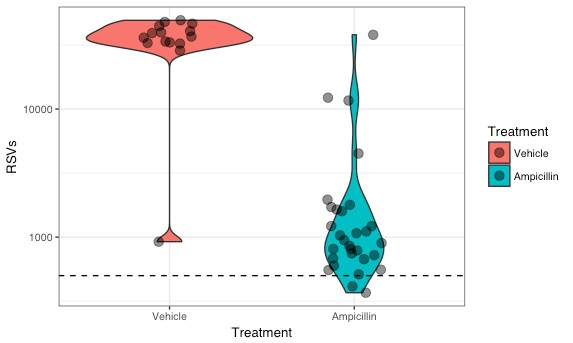 RSVs
10000
1000
Vehicle
Ampicillin
Treatment
Treatment
Vehicle
Ampicillin